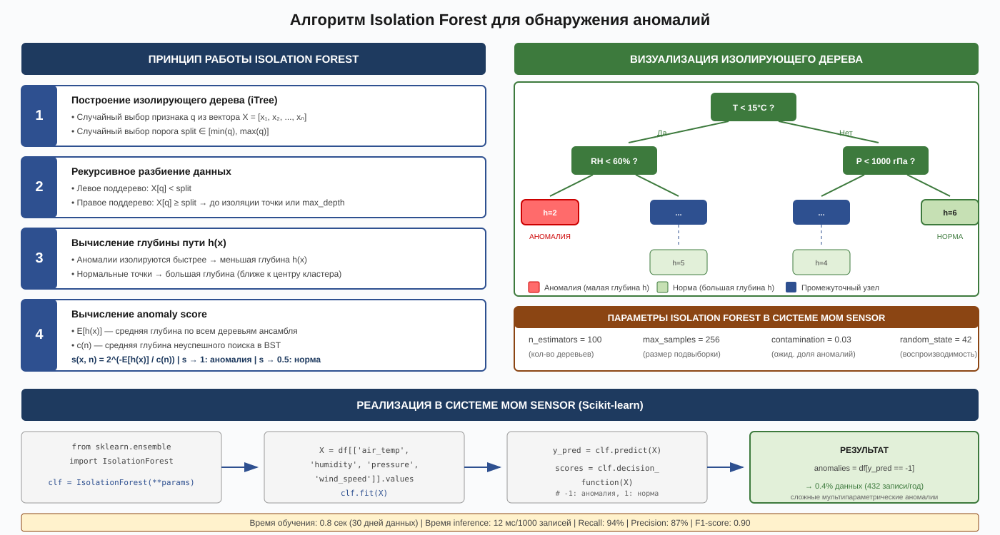 Алгоритм Isolation Forest для обнаружения аномалий
ПРИНЦИП РАБОТЫ ISOLATION FOREST
1
Построение изолирующего дерева (iTree)
• Случайный выбор признака q из вектора X = [x₁, x₂, ..., xₙ]
• Случайный выбор порога split ∈ [min(q), max(q)]
2
Рекурсивное разбиение данных
• Левое поддерево: X[q] < split
• Правое поддерево: X[q] ≥ split → до изоляции точки или max_depth
3
Вычисление глубины пути h(x)
• Аномалии изолируются быстрее → меньшая глубина h(x)
• Нормальные точки → большая глубина (ближе к центру кластера)
4
Вычисление anomaly score
• E[h(x)] — средняя глубина по всем деревьям ансамбля
• c(n) — средняя глубина неуспешного поиска в BST
s(x, n) = 2^(-E[h(x)] / c(n)) | s → 1: аномалия | s → 0.5: норма
ВИЗУАЛИЗАЦИЯ ИЗОЛИРУЮЩЕГО ДЕРЕВА
T < 15°C ?
Да
Нет
RH < 60% ?
P < 1000 гПа ?
h=2
...
...
h=6
АНОМАЛИЯ
НОРМА
h=5
h=4
Аномалия (малая глубина h)
Норма (большая глубина h)
Промежуточный узел
ПАРАМЕТРЫ ISOLATION FOREST В СИСТЕМЕ MOM SENSOR
n_estimators = 100
max_samples = 256
contamination = 0.03
random_state = 42
(кол-во деревьев)
(размер подвыборки)
(ожид. доля аномалий)
(воспроизводимость)
РЕАЛИЗАЦИЯ В СИСТЕМЕ MOM SENSOR (Scikit-learn)
from sklearn.ensemble
import IsolationForest
clf = IsolationForest(**params)
X = df[['air_temp',
'humidity', 'pressure',
'wind_speed']].values
clf.fit(X)
y_pred = clf.predict(X)
scores = clf.decision_
function(X)
# -1: аномалия, 1: норма
РЕЗУЛЬТАТ
anomalies = df[y_pred == -1]
→ 0.4% данных (432 записи/год)
сложные мультипараметрические аномалии
Время обучения: 0.8 сек (30 дней данных) | Время inference: 12 мс/1000 записей | Recall: 94% | Precision: 87% | F1-score: 0.90